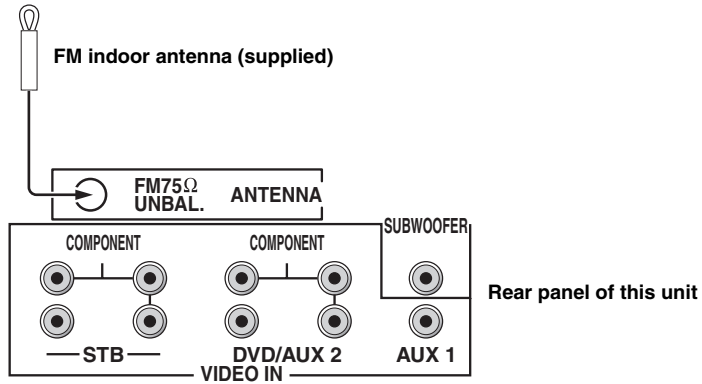 FM indoor antenna (supplied)
FM75Ω
UNBAL.
ANTENNA
SUBWOOFER
COMPONENT
COMPONENT
Rear panel of this unit
STB
DVD/AUX 2
AUX 1
VIDEO IN